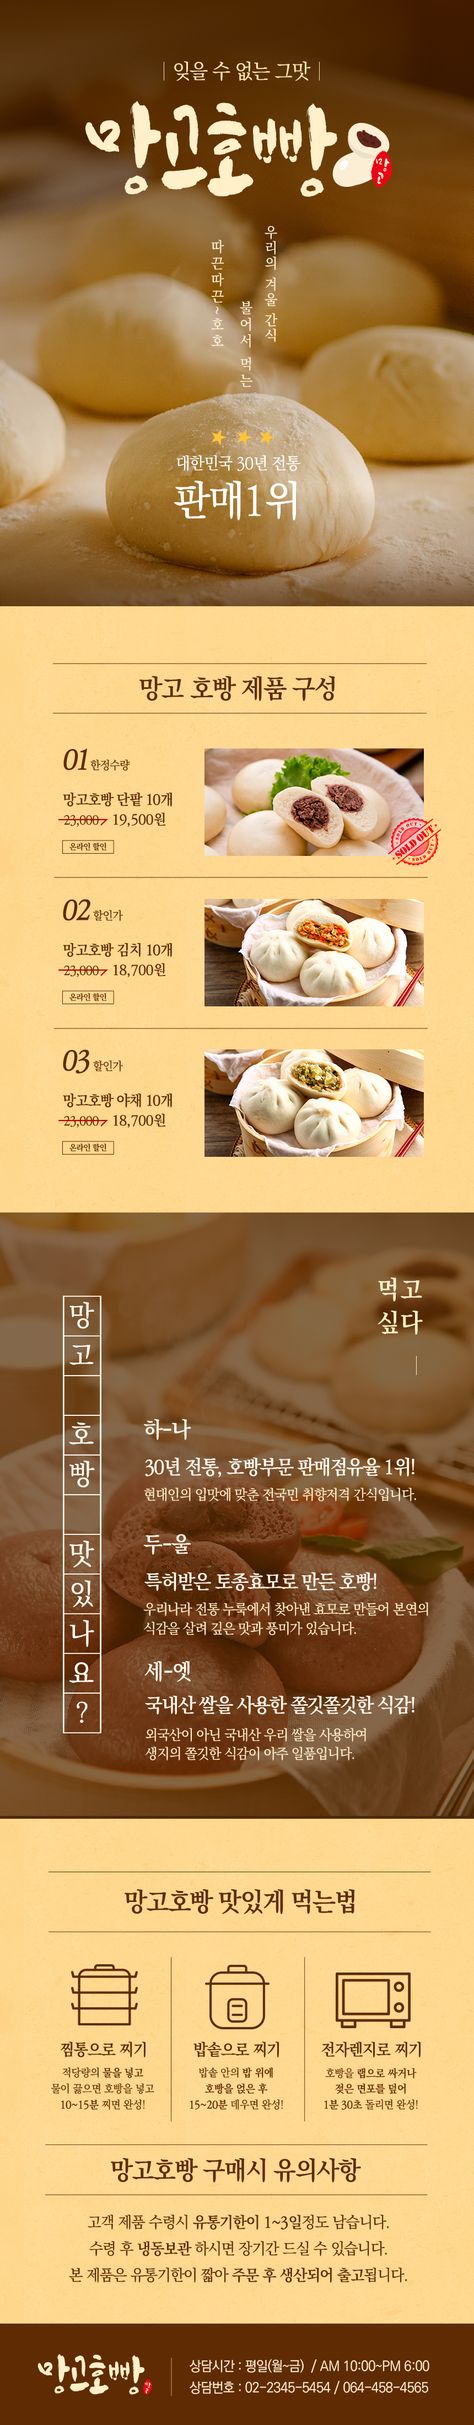 잊을 수 없는 그맛
망고호빵
망고
우리의 겨울 간식
불어서 먹는
따끈따끈~호호
대한민국 30년 전통
판매1위
망고 호빵 제품 구성
01 한정수량
망고호빵 단팥 10개
23,000 19,500원
온라인 할인
SOLD OUT
SOLD OUT
SOLD OUT
02 할인가
망고호빵 김치 10개
23,000 18,700원
온라인 할인
03 할인가
망고호빵 야채 10개
23,000 18,700원
온라인 할인
먹고
싶다
망고 호빵 맛있나요?
하-나
30년 전통, 호빵부문 판매점유율 1위!
현대인의 입맛에 맞춘 전국민 취향저격 간식입니다.
두-울
특허받은 토종효모로 만든 호빵!
우리나라 전통 누룩에서 찾아낸 효모로 만들어 본연의
식감을 살려 깊은 맛과 풍미가 있습니다.
세-엣
국내산 쌀을 사용한 쫄깃쫄깃한 식감!
외국산이 아닌 국내산 우리 쌀을 사용하여
생지의 쫄깃한 식감이 아주 일품입니다.
망고호빵 맛있게 먹는법
찜통으로 찌기
적당량의 물을 넣고
물이 끓으면 호빵을 넣고
10~15분 찌면 완성!
밥솥으로 찌기
밥솥 안의 밥 위에
호빵을 얹은 후
15~20분 데우면 완성!
전자렌지로 찌기
호빵을 랩으로 싸거나
젖은 면포를 덮어
1분 30초 돌리면 완성!
망고호빵 구매시 유의사항
고객 제품 수령시 유통기한이 1~3일정도 남습니다.
수령 후 냉동보관 하시면 장기간 드실 수 있습니다.
본 제품은 유통기한이 짧아 주문 후 생산되어 출고됩니다.
망고호빵
상담시간 : 평일(월~금) / AM 10:00~PM 6:00
상담번호 : 02-2345-5454 / 064-458-4565